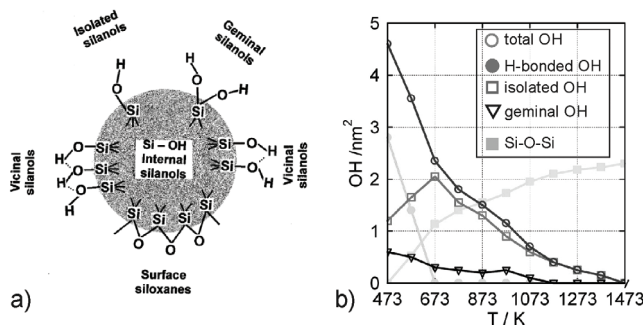 Isolated
silanols
Geminal
silanols
H
O
Si
H
O
O
H
Si
Vicinal
silanols
H
O
Si
H
O
Si
H
O
Si
Si – OH
Internal
silanols
Si
O
H
Si
O
H
Vicinal
silanols
Si
Si
Si
Si
O
O
O
Surface
siloxanes
a)
OH /nm²
5
4
3
2
1
0
total OH
H-bonded OH
isolated OH
geminal OH
Si-O-Si
473
673
873
1073
1273
1473
T / K
b)